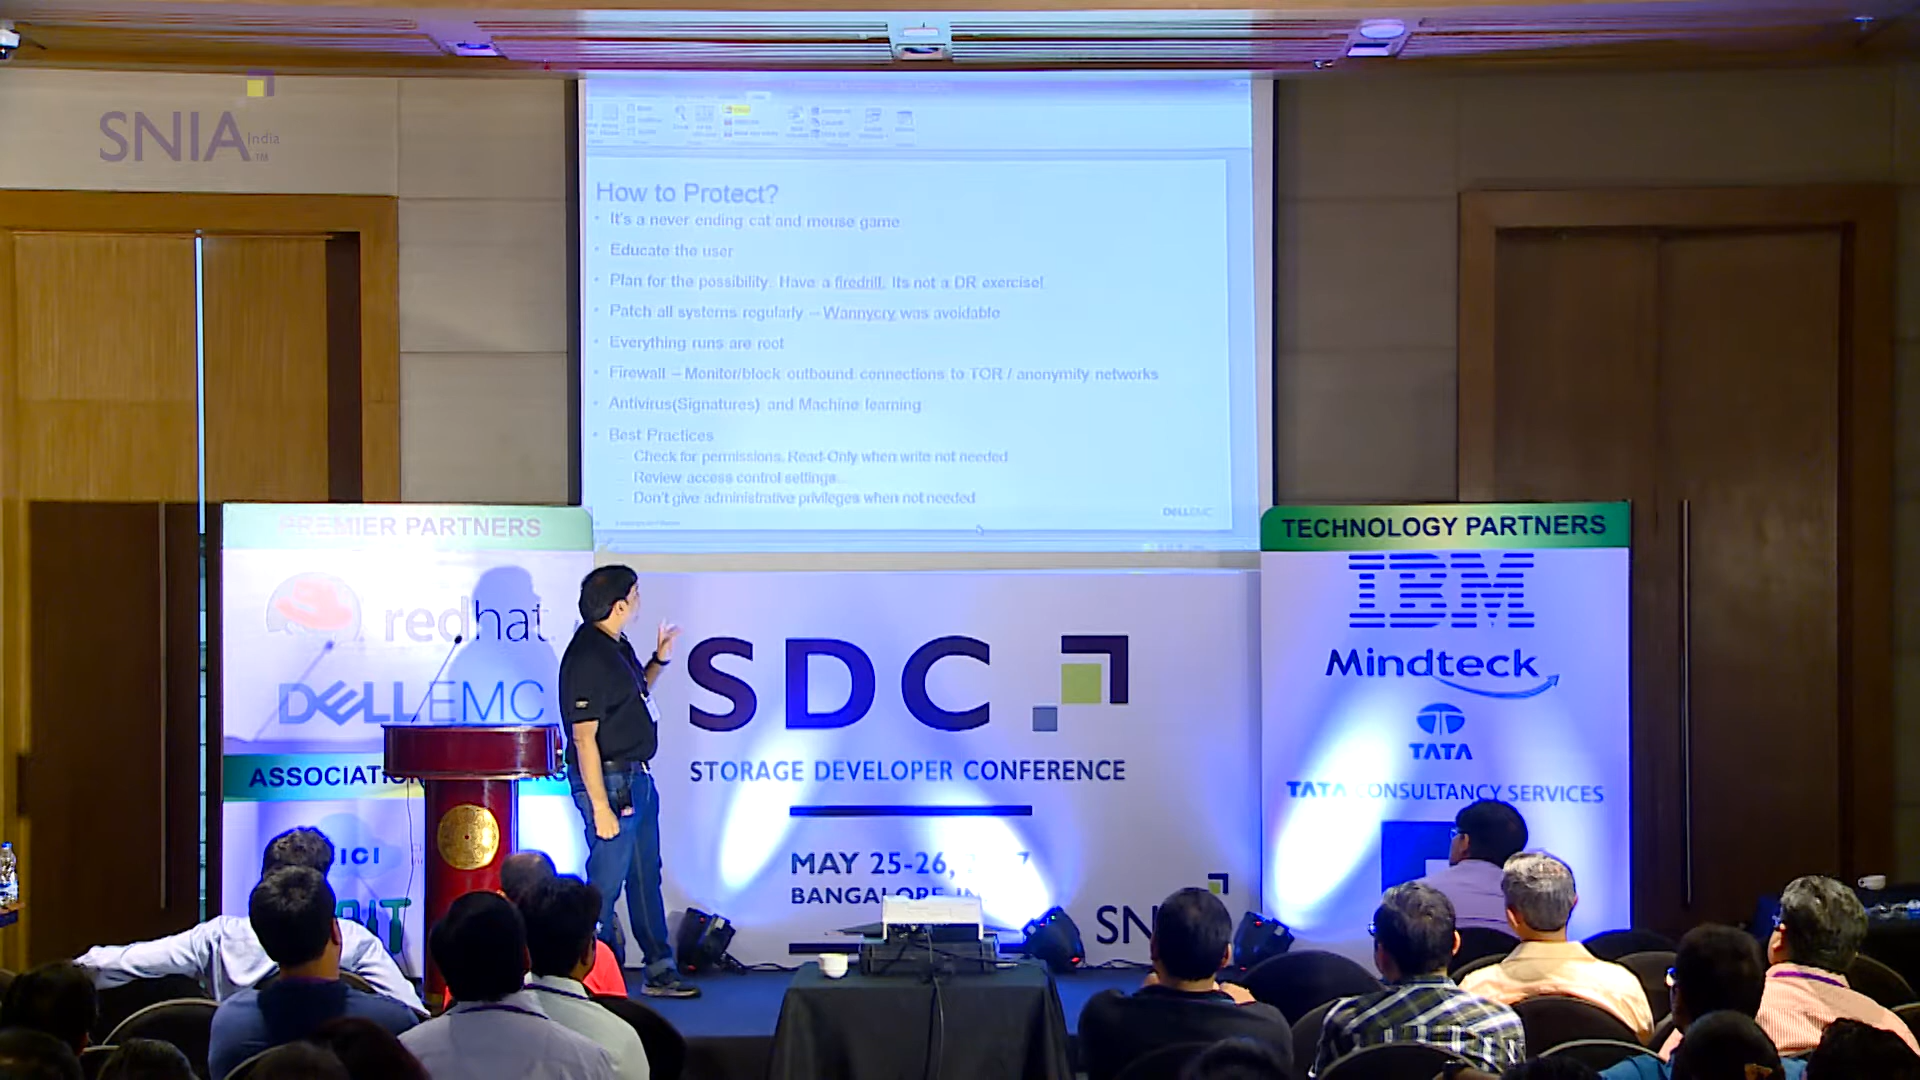 SNIA
India
TM
How to Protect?
• It's a never ending cat and mouse game
• Educate the user
• Plan for the possibility. Have a firedrill. Its not a DR exercise!
• Patch all systems regularly – Wannycry was avoidable
• Everything runs are root
• Firewall – Monitor/block outbound connections to TOR / anonymity networks
• Antivirus(Signatures) and Machine learning
• Best Practices
– Check for permissions. Read-Only when write not needed
– Review access control settings
– Don't give administrative privileges when not needed
DELLEMC
PREMIER PARTNERS
redhat.
DELLEMC
SDC
STORAGE DEVELOPER CONFERENCE
MAY 25-26,
TECHNOLOGY PARTNERS
IBM
Mindteck
TATA
TATA CONSULTANCY SERVICES